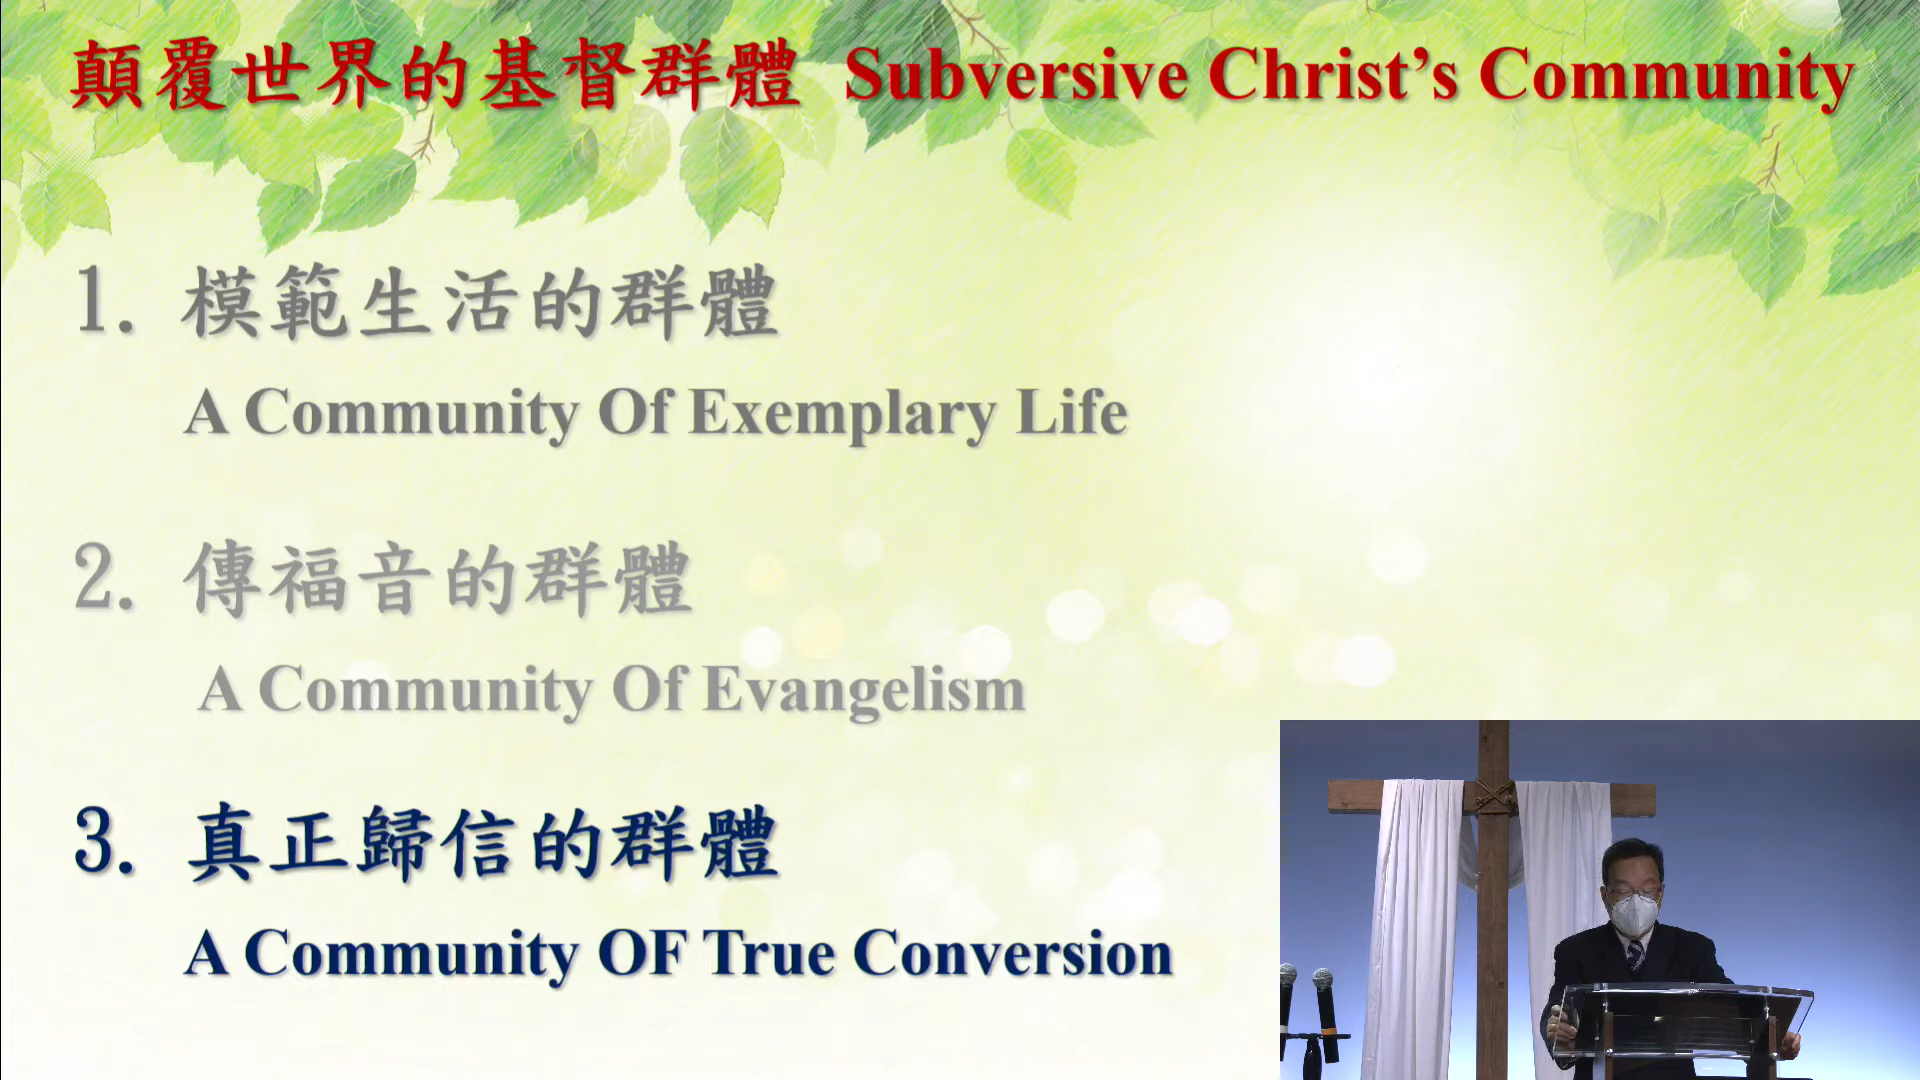 顛覆世界的基督群體 Subversive Christ’s Community
1. 模範生活的群體
A Community Of Exemplary Life
2. 傳福音的群體
A Community Of Evangelism
3. 真正歸信的群體
A Community OF True Conversion